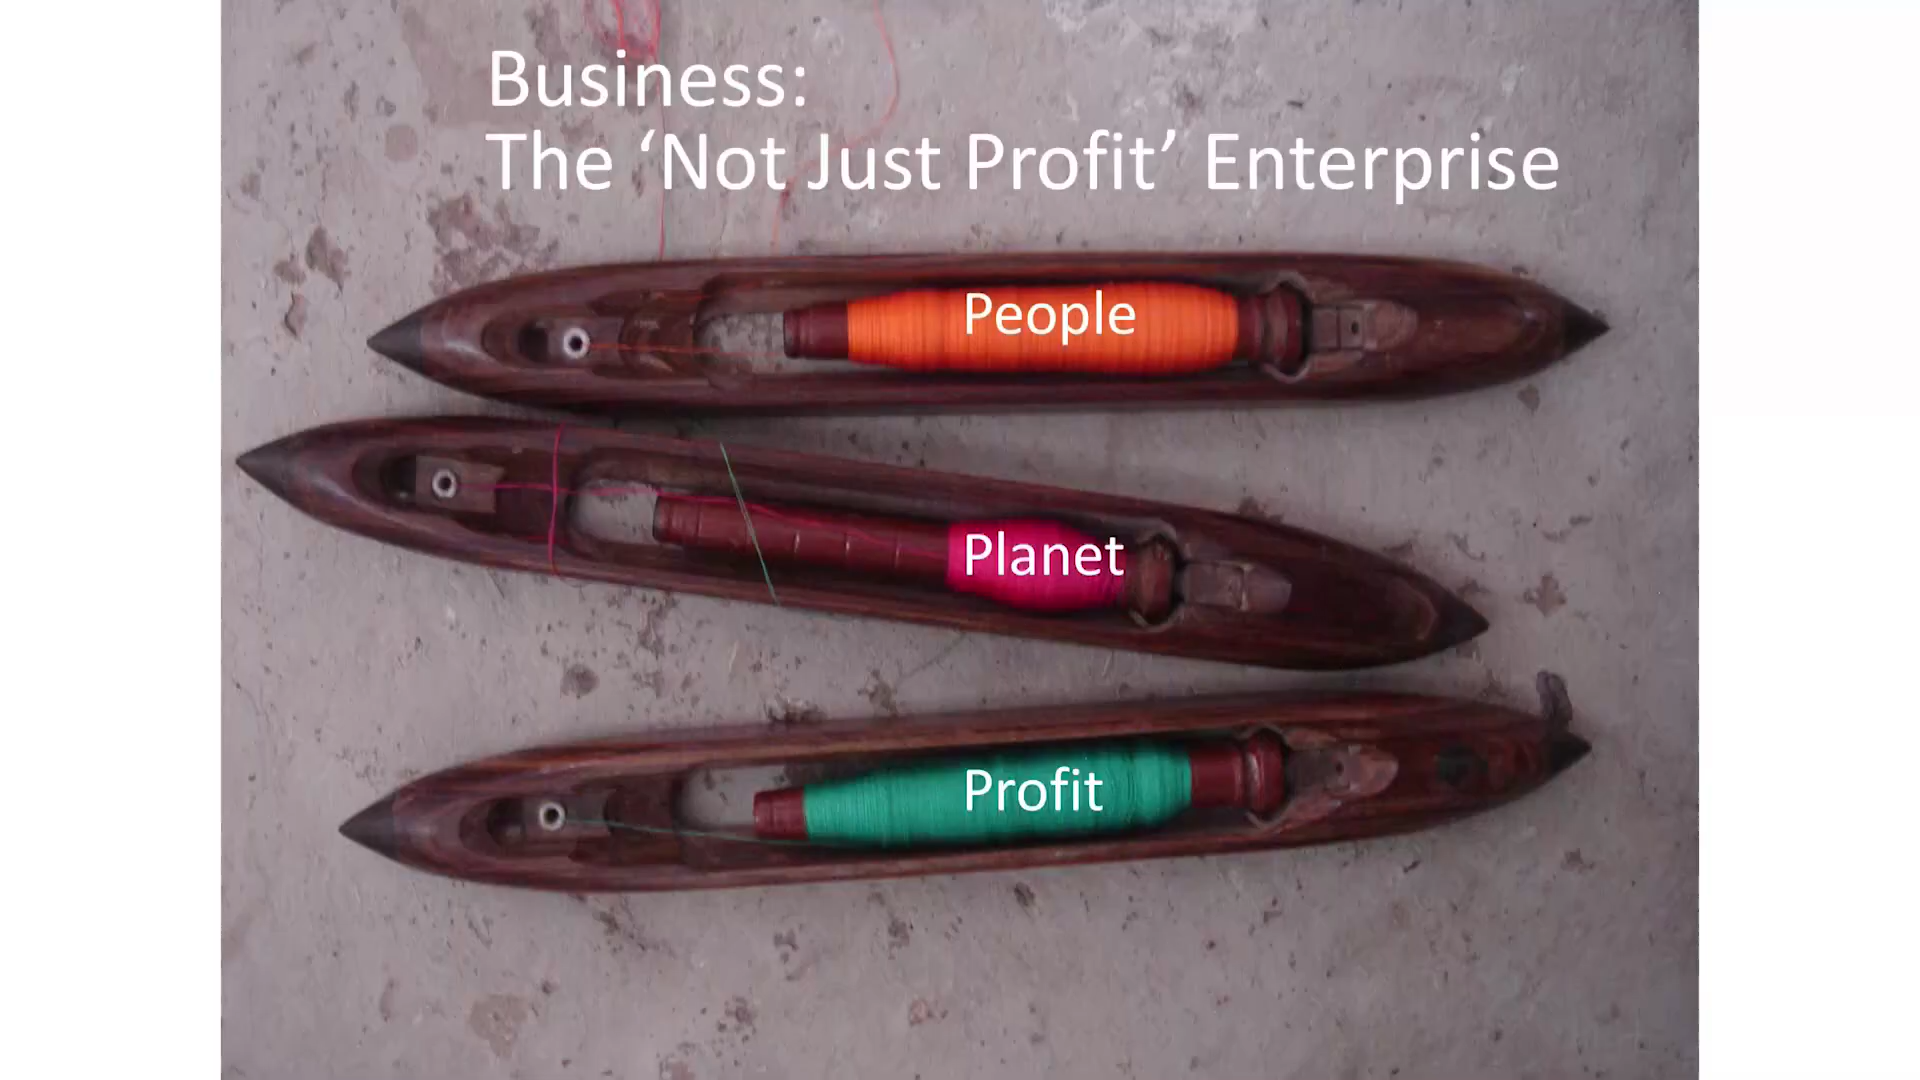 Business:
The ‘Not Just Profit’ Enterprise
People
Planet
Profit